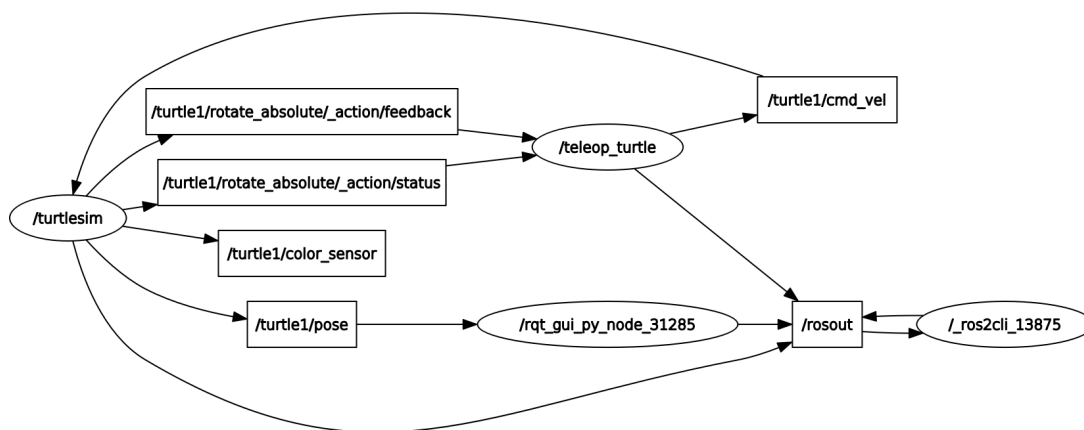 /turtle1/cmd_vel
/turtle1/rotate_absolute/_action/feedback
/teleop_turtle
/turtle1/rotate_absolute/_action/status
/turtlesim
/turtle1/color_sensor
/turtle1/pose
/rqt_gui_py_node_31285
/rosout
/_ros2cli_13875